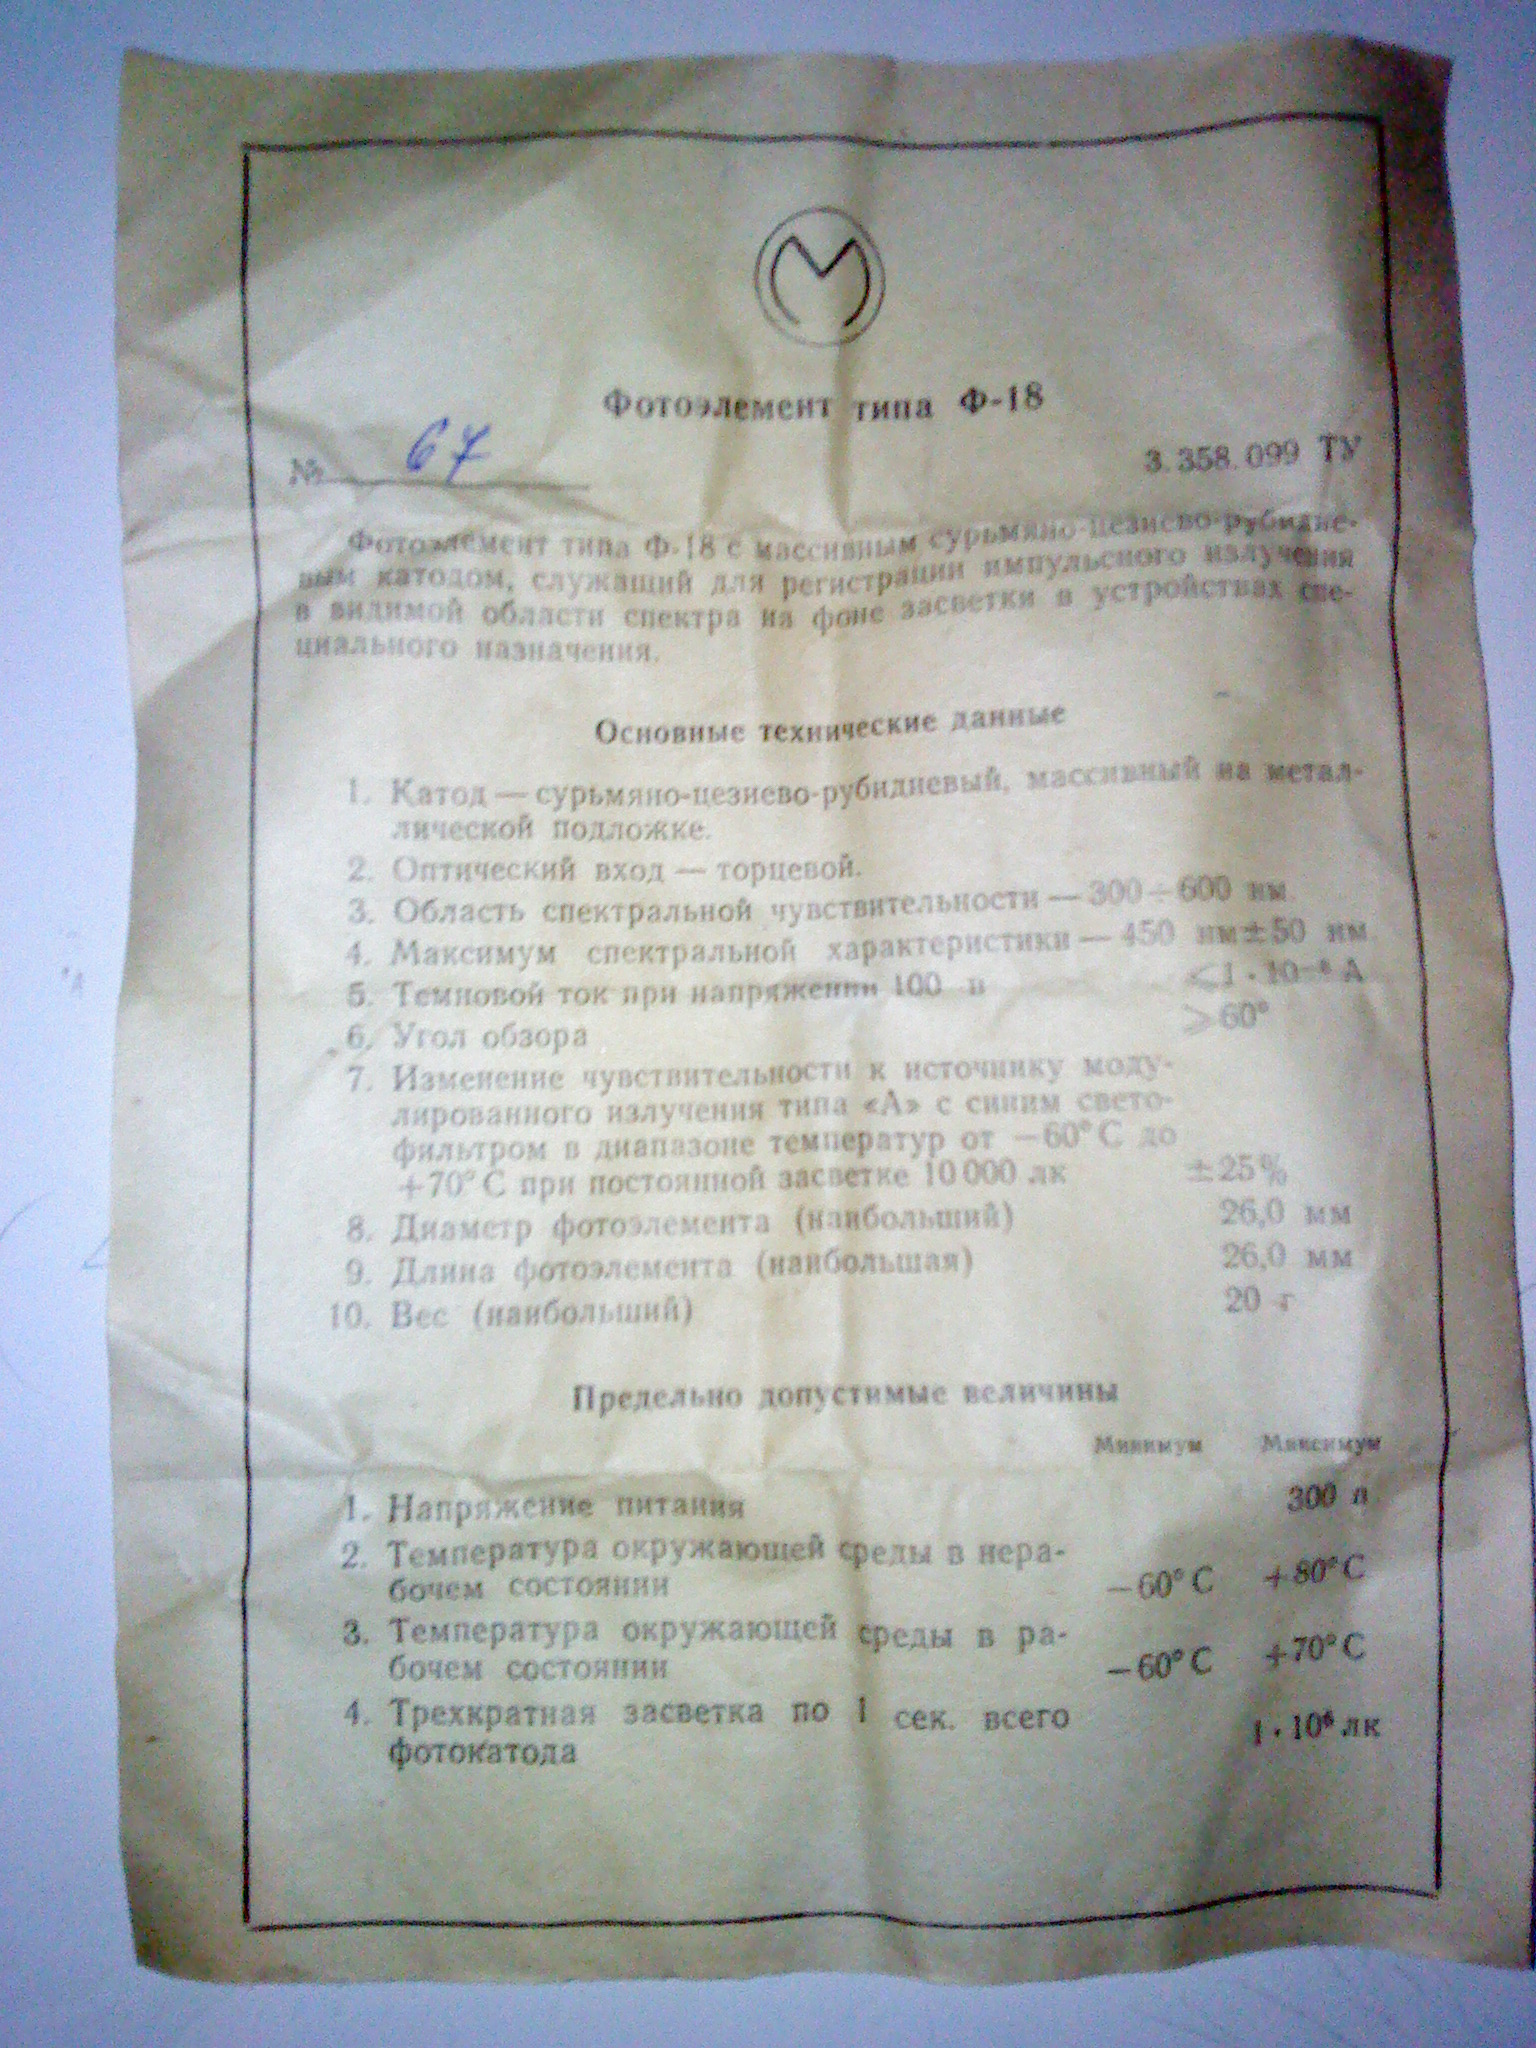 М
Фотоэлемент типа Ф-18
№ 67
3.358.099 ТУ
Фотоэлемент типа Ф-18 с массивным сурьмяно-цезиево-рубидие-
вым катодом, служащий для регистрации импульсного излучения
в видимой области спектра на фоне засветки в устройствах спе-
циального назначения.
Основные технические данные
1. Катод — сурьмяно-цезиево-рубидиевый, массивный на метал-
лической подложке.
2. Оптический вход — торцевой.
3. Область спектральной чувствительности — 300÷600 нм
4. Максимум спектральной характеристики — 450 нм±50 нм
5. Темновой ток при напряжении 100 в А
6. Угол обзора ⩾60°
7. Изменение чувствительности к источнику моду-
лированного излучения типа «А» с синим свето-
фильтром в диапазоне температур от −60°С до
+70°С при постоянной засветке 10 000 лк ±25%
8. Диаметр фотоэлемента (наибольший) 26,0 мм
9. Длина фотоэлемента (наибольшая) 26,0 мм
10. Вес (наибольший) 20 г
Предельно допустимые величины
Минимум Максимум
1. Напряжение питания 300 в
2. Температура окружающей среды в нера-
бочем состоянии −60°С +80°С
3. Температура окружающей среды в ра-
бочем состоянии −60°С +70°С
4. Трехкратная засветка по 1 сек. всего
фотокатода лк